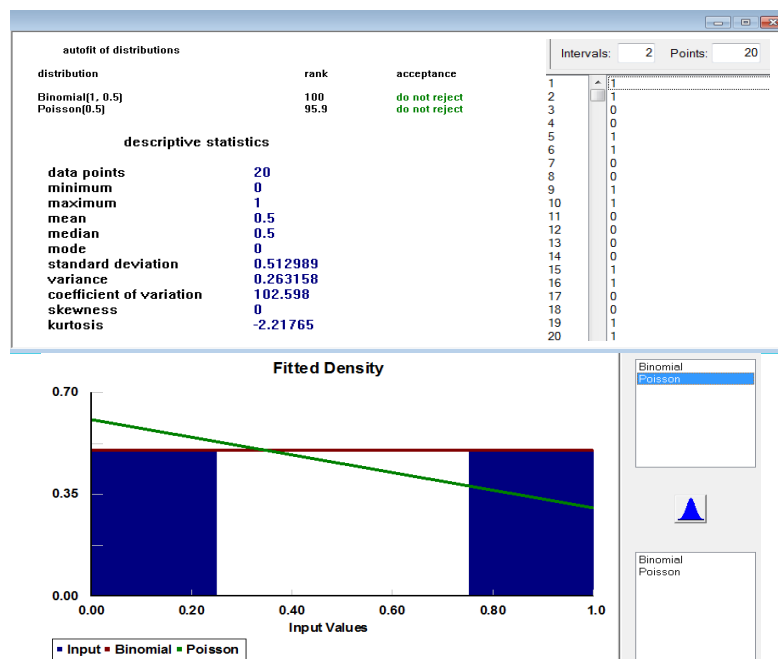 autofit of distributions
distribution rank acceptance
Binomial(1, 0.5) 100 do not reject
Poisson(0.5) 95.9 do not reject
descriptive statistics
data points 20
minimum 0
maximum 1
mean 0.5
median 0.5
mode 0
standard deviation 0.512989
variance 0.263158
coefficient of variation 102.598
skewness 0
kurtosis -2.21765
Intervals: 2 Points: 20
1 1
2 1
3 0
4 0
5 1
6 1
7 0
8 0
9 1
10 1
11 0
12 0
13 0
14 0
15 1
16 1
17 0
18 0
19 1
20 1
Fitted Density
0.70
0.35
0.00
0.00 0.20 0.40 0.60 0.80 1.0
Input Values
Input Binomial Poisson
Binomial
Poisson
Binomial
Poisson